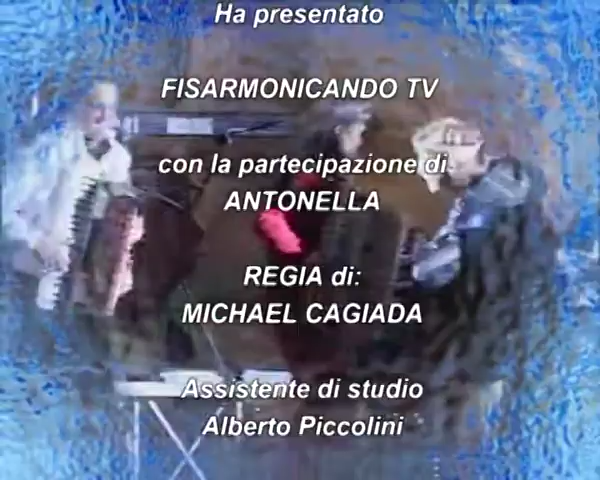 Ha presentato
FISARMONICANDO TV
con la partecipazione di
ANTONELLA
REGIA di:
MICHAEL CAGIADA
Assistente di studio
Alberto Piccolini